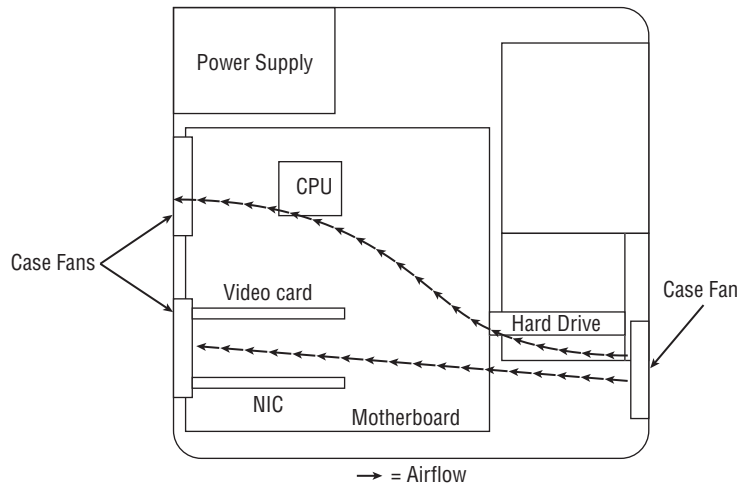 Power Supply
CPU
Case Fans
Video card
Case Fan
Hard Drive
NIC
Motherboard
= Airflow